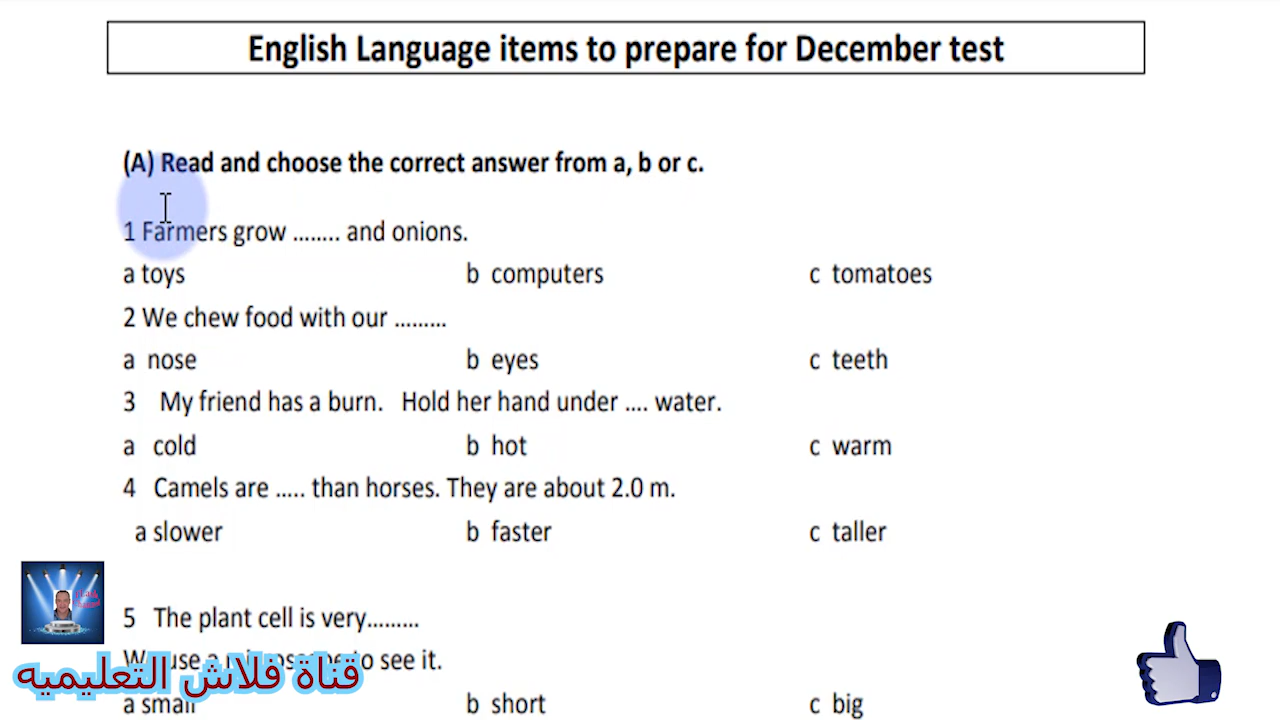 English Language items to prepare for December test
(A) Read and choose the correct answer from a, b or c.
1 Farmers grow ........ and onions.
a toys b computers c tomatoes
2 We chew food with our .........
a nose b eyes c teeth
3 My friend has a burn. Hold her hand under .... water.
a cold b hot c warm
4 Camels are ..... than horses. They are about 2.0 m.
a slower b faster c taller
5 The plant cell is very.........
use a to see it.
a small b short c big
قناة فلاش التعليميه